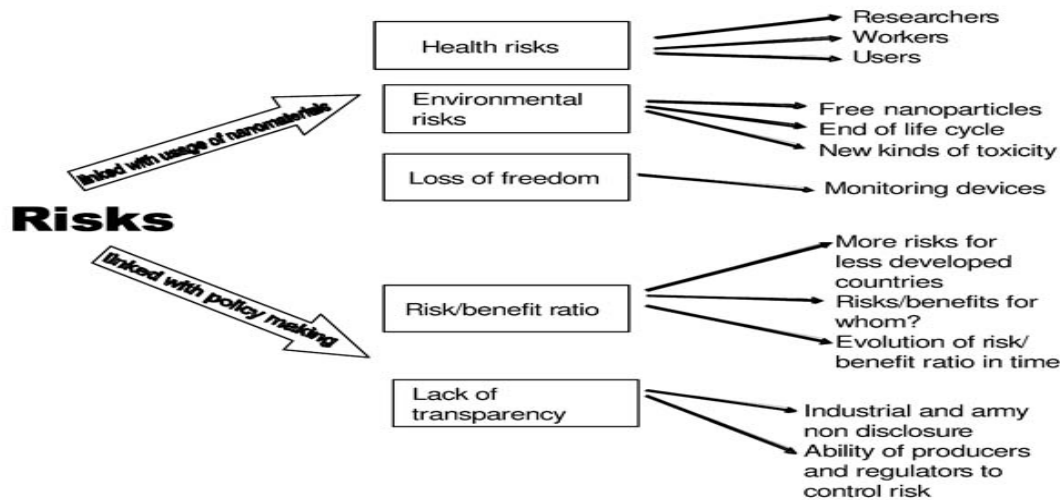 Health risks
Researchers
Workers
Users
Environmental
risks
Free nanoparticles
End of life cycle
New kinds of toxicity
linked with usage of nanomaterials
Loss of freedom
Monitoring devices
Risks
linked with policy making
Risk/benefit ratio
More risks for
less developed
countries
Risks/benefits for
whom?
Evolution of risk/
benefit ratio in time
Lack of
transparency
Industrial and army
non disclosure
Ability of producers
and regulators to
control risk